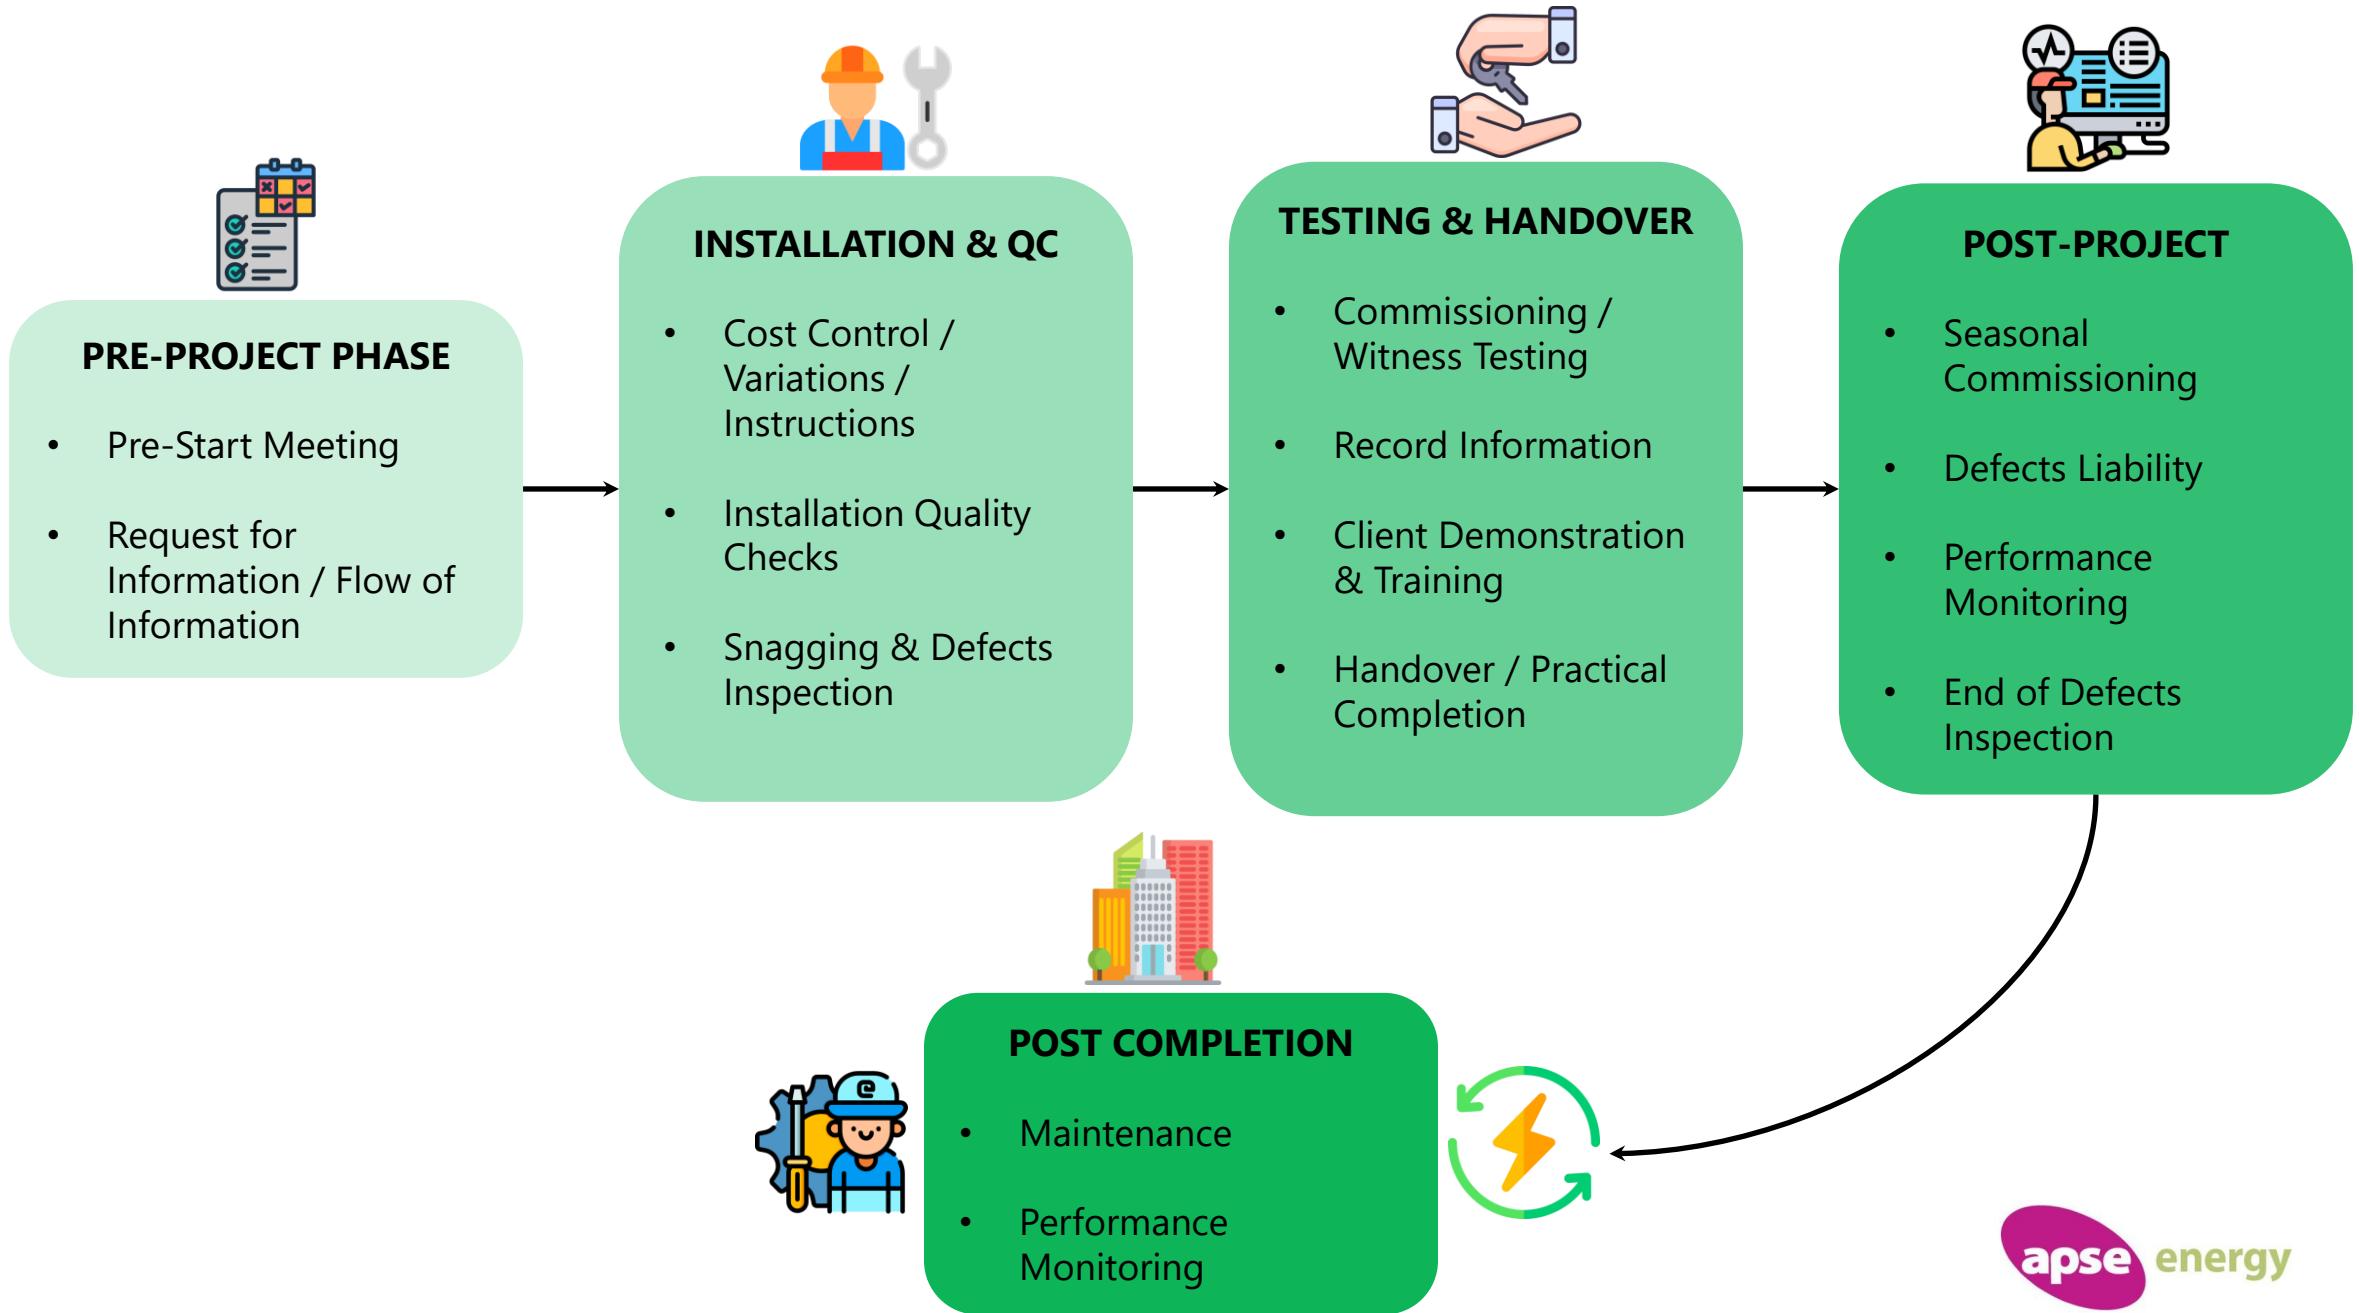 PRE-PROJECT PHASE
• Pre-Start Meeting
• Request for
Information / Flow of
Information
INSTALLATION & QC
• Cost Control /
Variations /
Instructions
• Installation Quality
Checks
• Snagging & Defects
Inspection
TESTING & HANDOVER
• Commissioning /
Witness Testing
• Record Information
• Client Demonstration
& Training
• Handover / Practical
Completion
POST-PROJECT
• Seasonal
Commissioning
• Defects Liability
• Performance
Monitoring
• End of Defects
Inspection
POST COMPLETION
• Maintenance
• Performance
Monitoring
apse energy